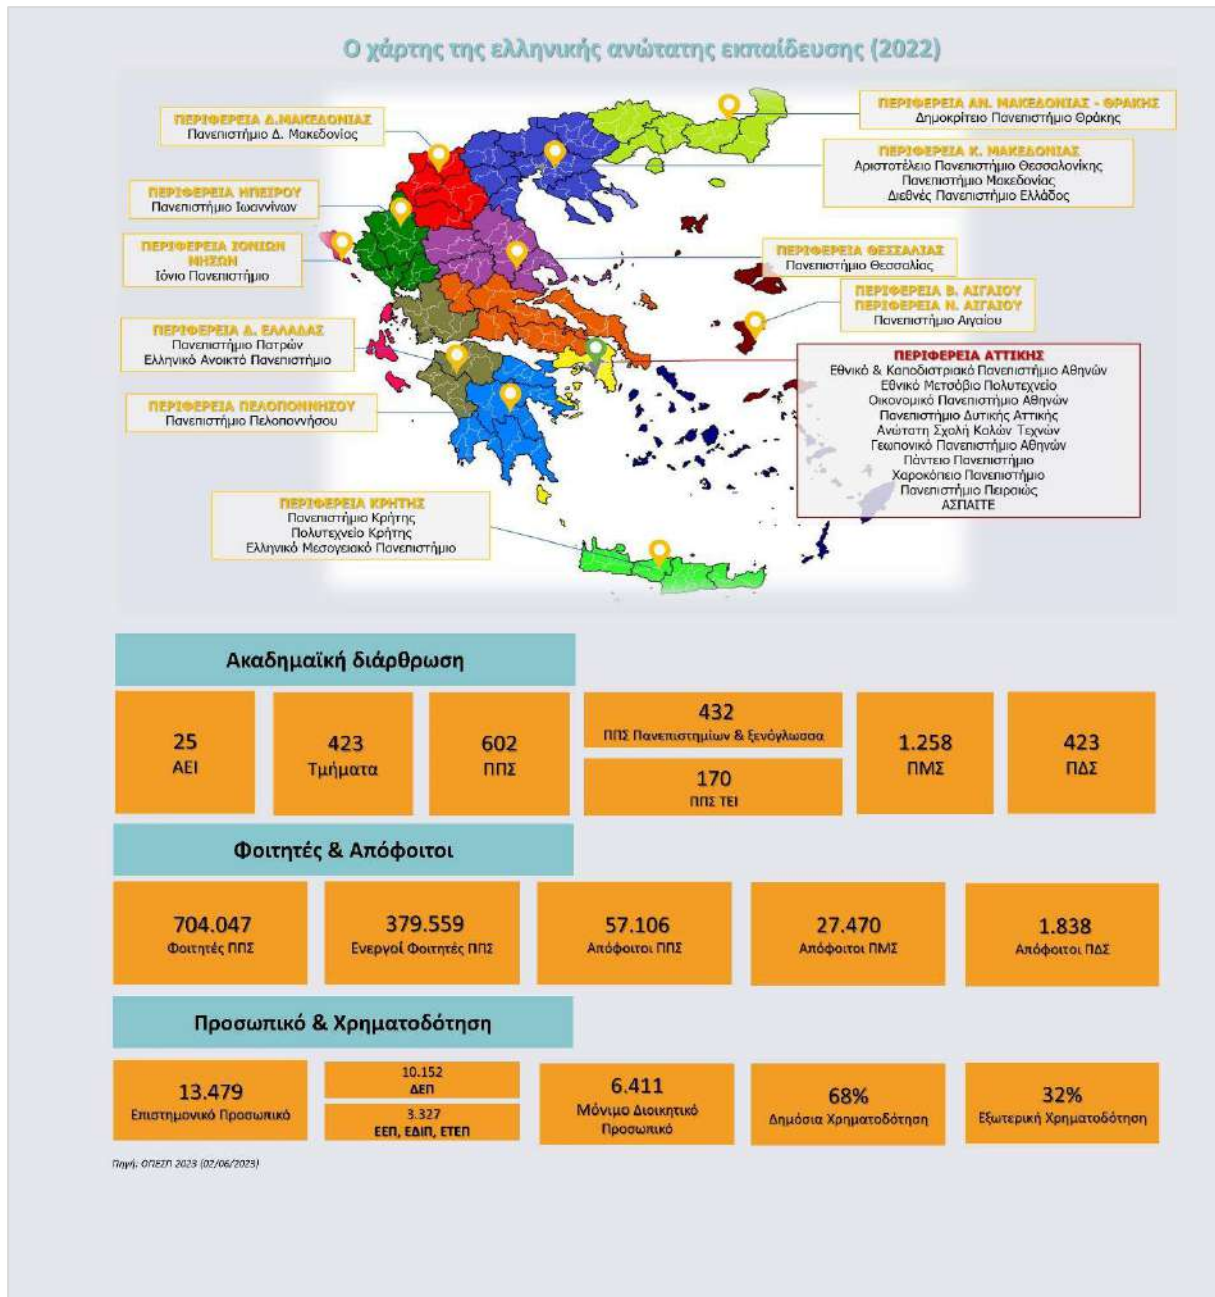 Ο χάρτης της ελληνικής ανώτατης εκπαίδευσης (2022)
ΠΕΡΙΦΕΡΕΙΑ Δ.ΜΑΚΕΔΟΝΙΑΣ
Πανεπιστήμιο Δ. Μακεδονίας
ΠΕΡΙΦΕΡΕΙΑ ΑΝ. ΜΑΚΕΔΟΝΙΑΣ - ΘΡΑΚΗΣ
Δημοκρίτειο Πανεπιστήμιο Θράκης
ΠΕΡΙΦΕΡΕΙΑ Κ. ΜΑΚΕΔΟΝΙΑΣ
Αριστοτέλειο Πανεπιστήμιο Θεσσαλονίκης
Πανεπιστήμιο Μακεδονίας
Διεθνές Πανεπιστήμιο Ελλάδος
ΠΕΡΙΦΕΡΕΙΑ ΗΠΕΙΡΟΥ
Πανεπιστήμιο Ιωαννίνων
ΠΕΡΙΦΕΡΕΙΑ ΙΟΝΙΩΝ
ΝΗΣΩΝ
Ιόνιο Πανεπιστήμιο
ΠΕΡΙΦΕΡΕΙΑ ΘΕΣΣΑΛΙΑΣ
Πανεπιστήμιο Θεσσαλίας
ΠΕΡΙΦΕΡΕΙΑ Β. ΑΙΓΑΙΟΥ
ΠΕΡΙΦΕΡΕΙΑ Ν. ΑΙΓΑΙΟΥ
Πανεπιστήμιο Αιγαίου
ΠΕΡΙΦΕΡΕΙΑ Δ. ΕΛΛΑΔΑΣ
Πανεπιστήμιο Πατρών
Ελληνικό Ανοικτό Πανεπιστήμιο
ΠΕΡΙΦΕΡΕΙΑ ΠΕΛΟΠΟΝΝΗΣΟΥ
Πανεπιστήμιο Πελοποννήσου
ΠΕΡΙΦΕΡΕΙΑ ΑΤΤΙΚΗΣ
Εθνικό & Καποδιστριακό Πανεπιστήμιο Αθηνών
Εθνικό Μετσόβιο Πολυτεχνείο
Οικονομικό Πανεπιστήμιο Αθηνών
Πανεπιστήμιο Δυτικής Αττικής
Ανώτατη Σχολή Καλών Τεχνών
Γεωπονικό Πανεπιστήμιο Αθηνών
Πάντειο Πανεπιστήμιο
Χαροκόπειο Πανεπιστήμιο
Πανεπιστήμιο Πειραιώς
ΑΣΠΑΙΤΕ
ΠΕΡΙΦΕΡΕΙΑ ΚΡΗΤΗΣ
Πανεπιστήμιο Κρήτης
Πολυτεχνείο Κρήτης
Ελληνικό Μεσογειακό Πανεπιστήμιο
Ακαδημαϊκή διάρθρωση
25
ΑΕΙ
423
Τμήματα
602
ΠΠΣ
432
ΠΠΣ Πανεπιστημίων & ξενόγλωσσα
170
ΠΠΣ ΤΕΙ
1.258
ΠΜΣ
423
ΠΔΣ
Φοιτητές & Απόφοιτοι
704.047
Φοιτητές ΠΠΣ
379.559
Ενεργοί Φοιτητές ΠΠΣ
57.106
Απόφοιτοι ΠΠΣ
27.470
Απόφοιτοι ΠΜΣ
1.838
Απόφοιτοι ΠΔΣ
Προσωπικό & Χρηματοδότηση
13.479
Επιστημονικό Προσωπικό
10.152
ΔΕΠ
3.327
ΕΕΠ, ΕΔΙΠ, ΕΤΕΠ
6.411
Μόνιμο Διοικητικό
Προσωπικό
68%
Δημόσια Χρηματοδότηση
32%
Εξωτερική Χρηματοδότηση
Πηγή: ΟΠΕΣΠ 2023 (02/06/2023)